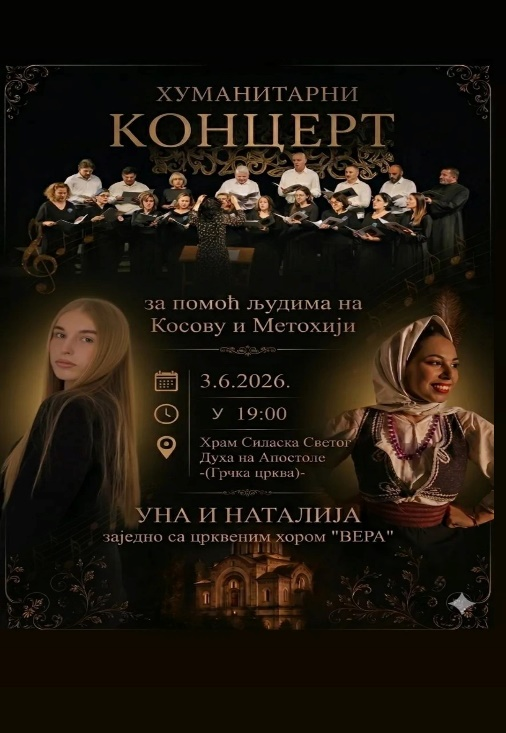 ХУМАНИТАРНИ
КОНЦЕРТ
за помоћ људима на
Косову и Метохији
3.6.2026.
У 19:00
Храм Силаска Светог
Духа на Апостоле
-(Грчка црква)-
УНА И НАТАЛИЈА
заједно са црквеним хором "ВЕРА"